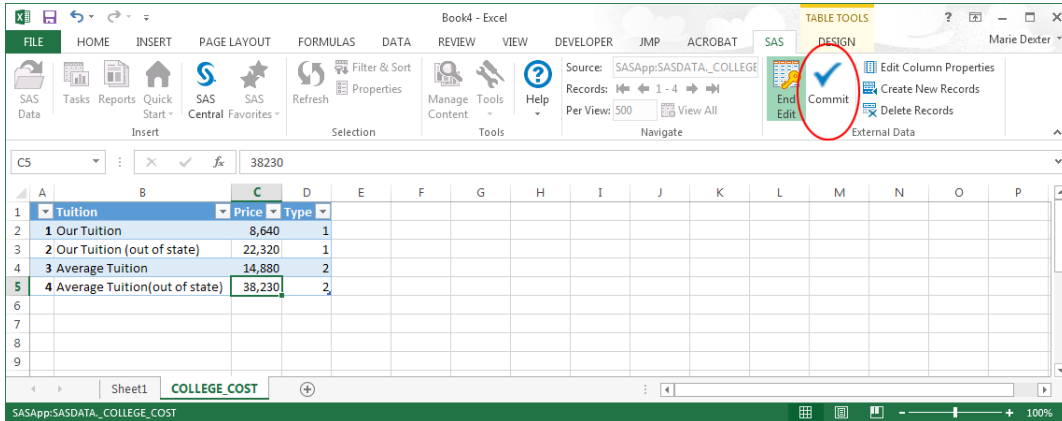 Book4 - Excel
TABLE TOOLS
?
FILE HOME INSERT PAGE LAYOUT FORMULAS DATA REVIEW VIEW DEVELOPER JMP ACROBAT SAS DESIGN Marie Dexter
SAS Data
Tasks Reports Quick Start
Insert
SAS Central
SAS Favorites
Refresh
Filter & Sort
Properties
Selection
Manage Content
Tools
Tools
Help
Source: SASApp:SASDATA._COLLEGE
Records: 1 - 4
Per View: 500 View All
Navigate
End Edit
Commit
Edit Column Properties
Create New Records
Delete Records
External Data
C5 fx 38230
A B C D E F G H I J K L M N O P
1 Tuition Price Type
2 1 Our Tuition 8,640 1
3 2 Our Tuition (out of state) 22,320 1
4 3 Average Tuition 14,880 2
5 4 Average Tuition(out of state) 38,230 2
6
7
8
9
Sheet1 COLLEGE_COST
SASApp:SASDATA._COLLEGE_COST 100%